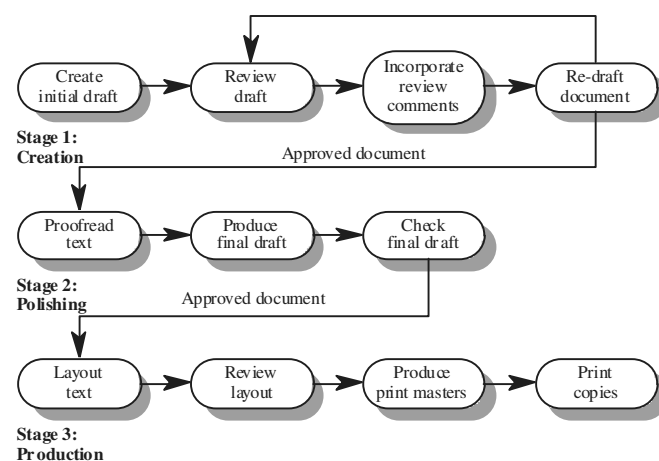 Create
initial draft
Review
draft
Incorporate
review
comments
Re-draft
document
Stage 1:
Creation
Approved document
Proofread
text
Produce
final draft
Check
final draft
Stage 2:
Polishing
Approved document
Layout
text
Review
layout
Produce
print masters
Print
copies
Stage 3:
Production